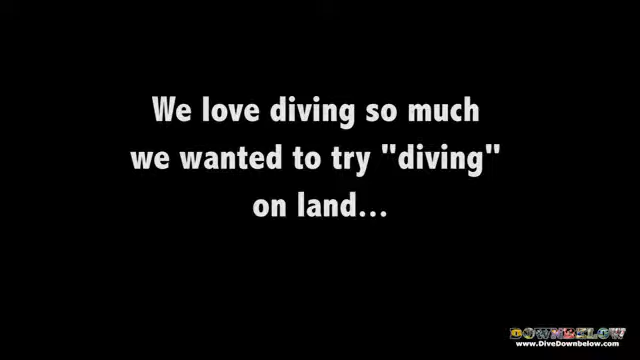 We love diving so much
we wanted to try "diving"
on land...
DOWNBELOW
www.DiveDownbelow.com